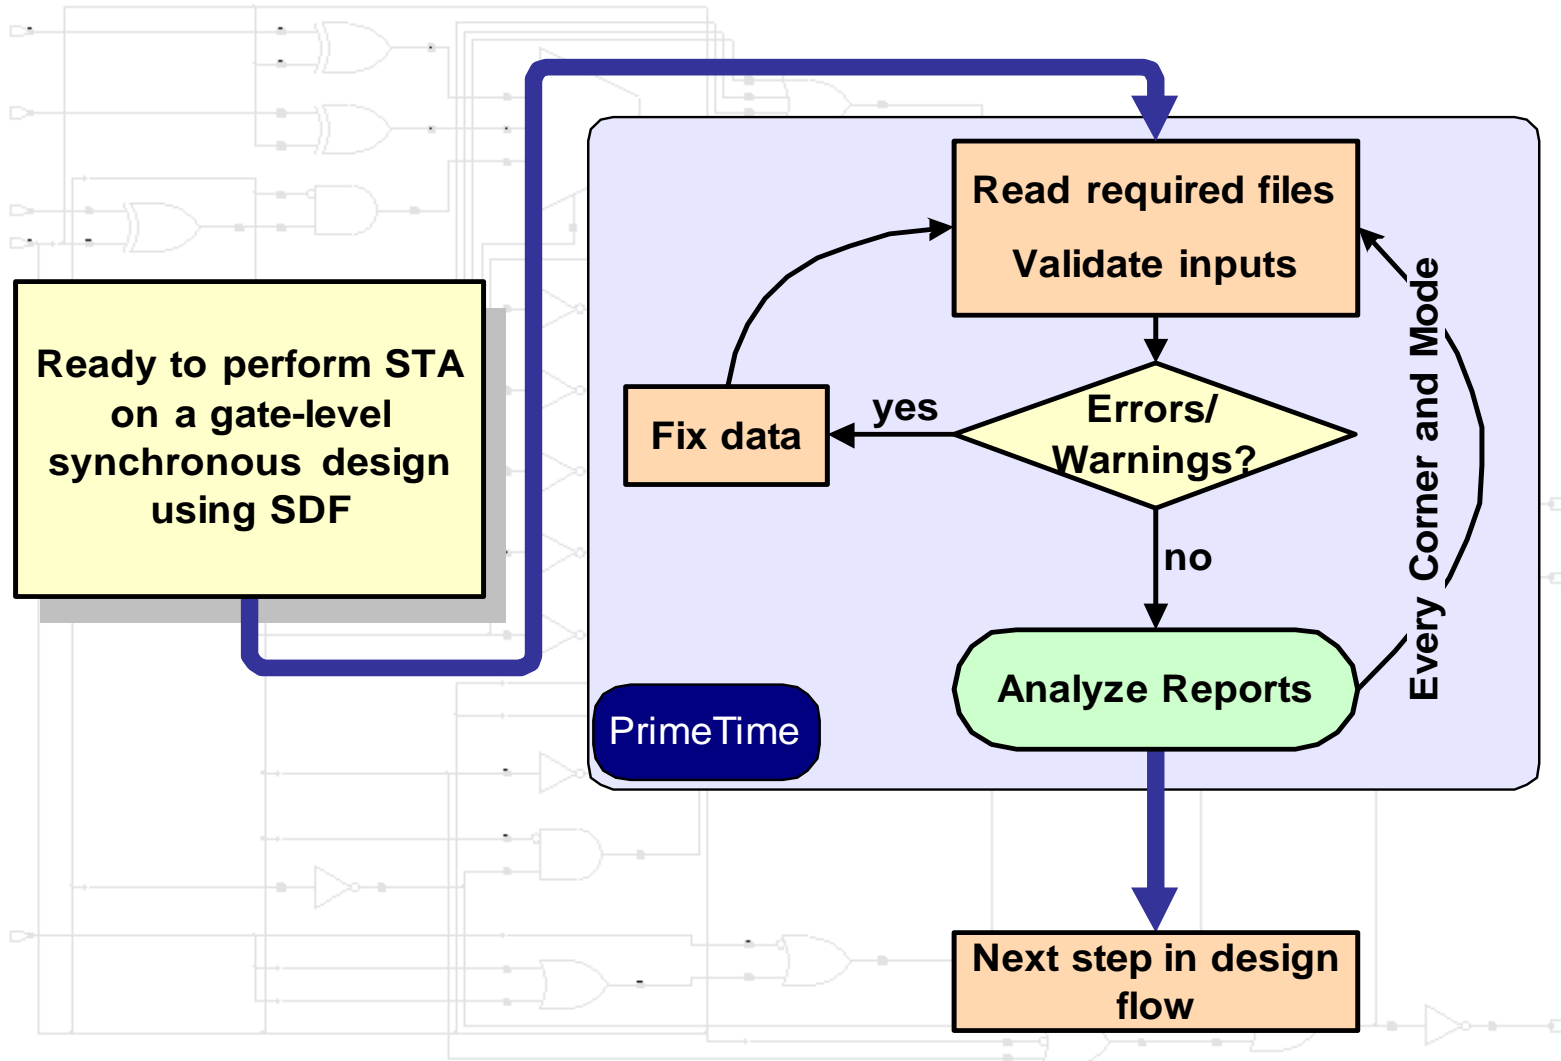 Ready to perform STA
on a gate-level
synchronous design
using SDF
Read required files
Validate inputs
Errors/
Warnings?
yes
Fix data
no
Analyze Reports
Every Corner and Mode
PrimeTime
Next step in design
flow